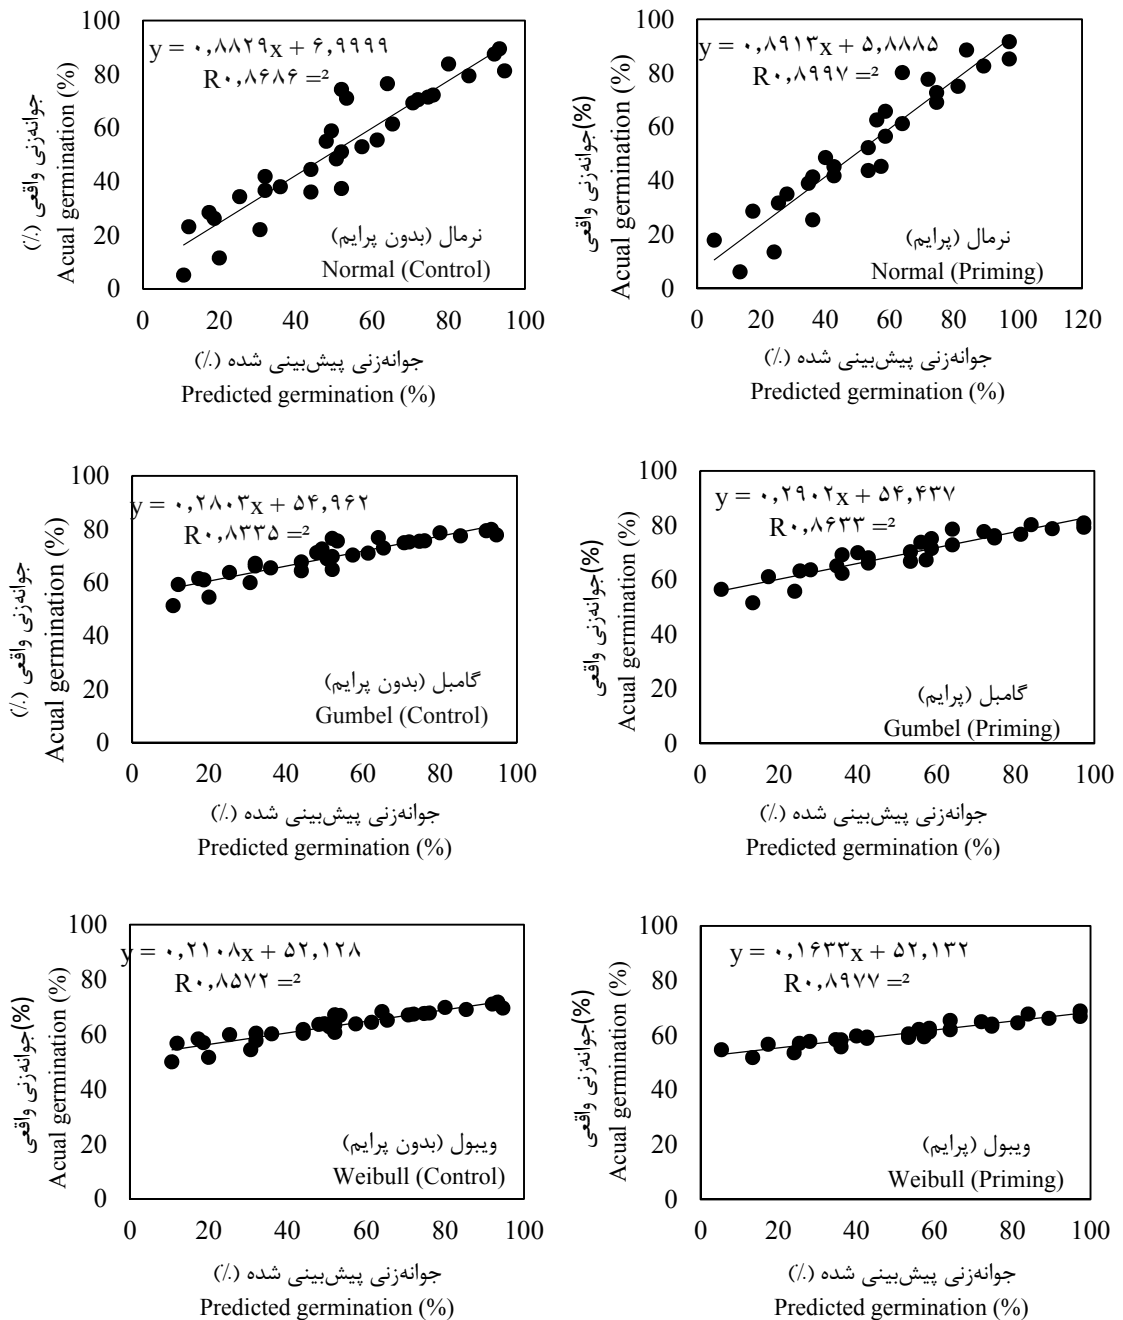 y = ۰,۸۸۲۹x + ۶,۹۹۹۹
R۰,۸۶۸۶ =²
جوانه‌زنی واقعی (٪)
Acual germination (%)
100
80
60
40
20
0
نرمال (بدون پرایم)
Normal (Control)
0 20 40 60 80 100
جوانه‌زنی پیش‌بینی شده (٪)
Predicted germination (%)
y = ۰,۸۹۱۳x + ۵,۸۸۸۵
R۰,۸۹۹۷ =²
جوانه‌زنی واقعی(%)
Acual germination (%)
100
80
60
40
20
0
نرمال (پرایم)
Normal (Priming)
0 20 40 60 80 100 120
جوانه‌زنی پیش‌بینی شده (٪)
Predicted germination (%)
y = ۰,۲۸۰۳x + ۵۴,۹۶۲
R۰,۸۳۳۵ =²
جوانه‌زنی واقعی (٪)
Acual germination (%)
100
80
60
40
20
0
گامبل (بدون پرایم)
Gumbel (Control)
0 20 40 60 80 100
جوانه‌زنی پیش‌بینی شده (٪)
Predicted germination (%)
y = ۰,۲۹۰۲x + ۵۴,۴۳۷
R۰,۸۶۳۳ =²
جوانه‌زنی واقعی(%)
Acual germination (%)
100
80
60
40
20
0
گامبل (پرایم)
Gumbel (Priming)
0 20 40 60 80 100
جوانه‌زنی پیش‌بینی شده (٪)
Predicted germination (%)
y = ۰,۲۱۰۸x + ۵۲,۱۲۸
R۰,۸۵۷۲ =²
جوانه‌زنی واقعی(%)
Acual germination (%)
100
80
60
40
20
0
ویبول (بدون پرایم)
Weibull (Control)
0 20 40 60 80 100
جوانه‌زنی پیش‌بینی شده (٪)
Predicted germination (%)
y = ۰,۱۶۳۳x + ۵۲,۱۳۲
R۰,۸۹۷۷ =²
جوانه‌زنی واقعی(%)
Acual germination (%)
100
80
60
40
20
0
ویبول (پرایم)
Weibull (Priming)
0 20 40 60 80 100
جوانه‌زنی پیش‌بینی شده (٪)
Predicted germination (%)